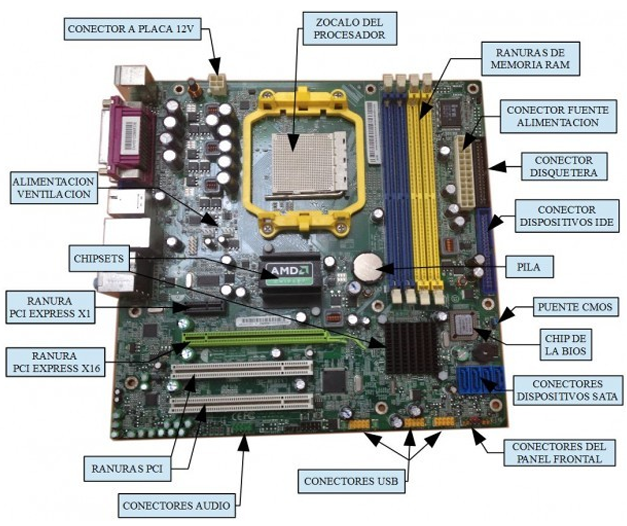 CONECTOR A PLACA 12V
ZOCALO DEL
PROCESADOR
RANURAS DE
MEMORIA RAM
CONECTOR FUENTE
ALIMENTACION
CONECTOR
DISQUETERA
ALIMENTACION
VENTILACION
CONECTOR
DISPOSITIVOS IDE
CHIPSETS
AMD
PILA
RANURA
PCI EXPRESS X1
PUENTE CMOS
CHIP DE
LA BIOS
RANURA
PCI EXPRESS X16
CONECTORES
DISPOSITIVOS SATA
RANURAS PCI
CONECTORES USB
CONECTORES DEL
PANEL FRONTAL
CONECTORES AUDIO